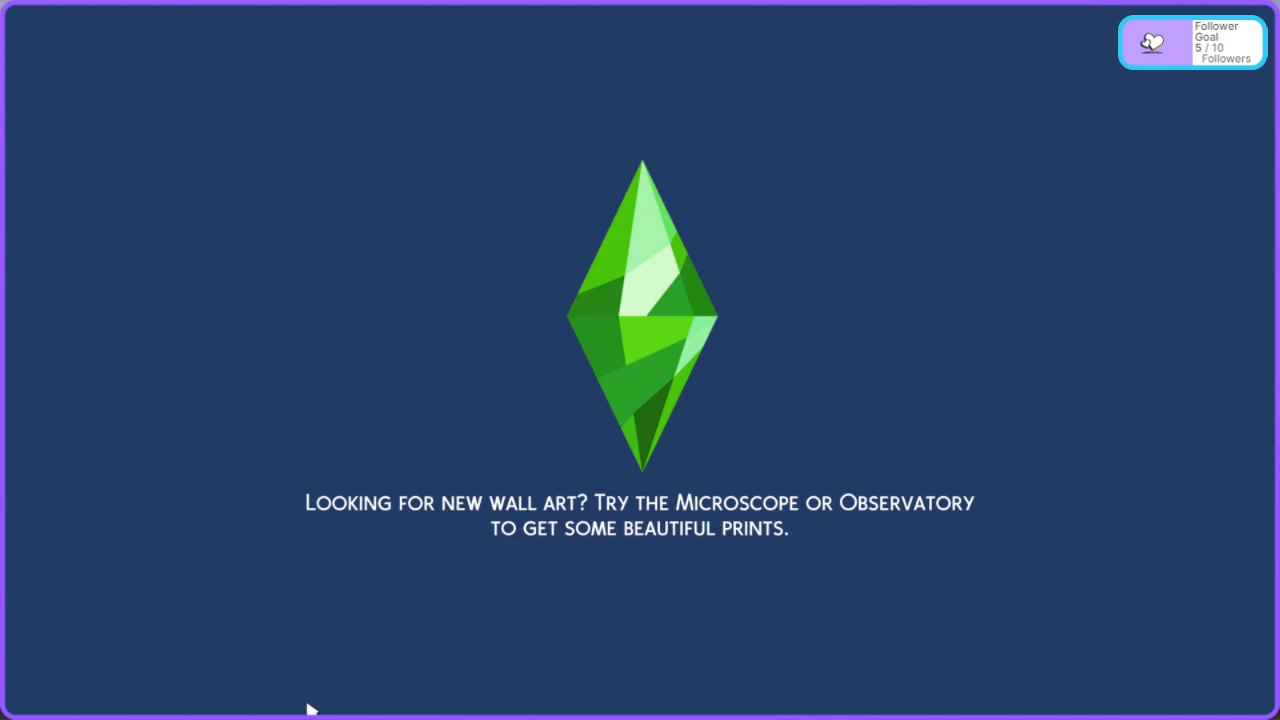 Follower
Goal
5 / 10
Followers
Looking for new wall art? Try the Microscope or Observatory
to get some beautiful prints.